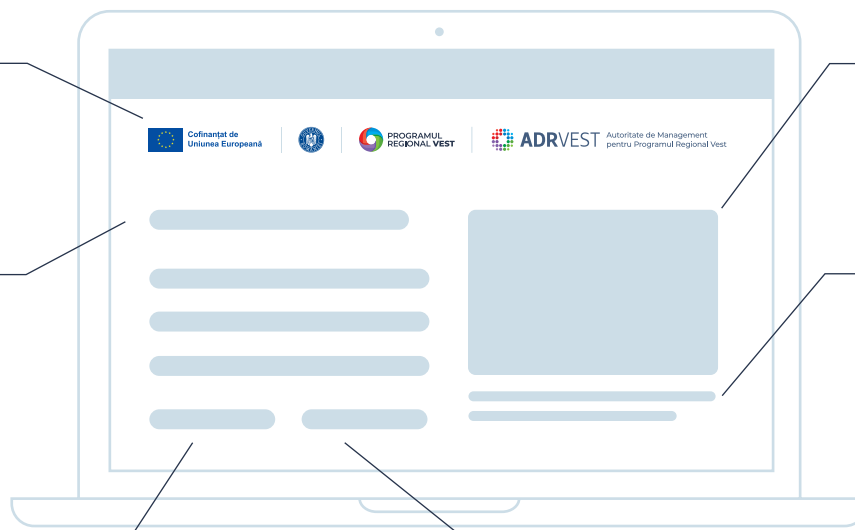 Cofinanțat de
Uniunea Europeană
PROGRAMUL
REGIONAL VEST
ADRVEST
Autoritate de Management
pentru Programul Regional Vest